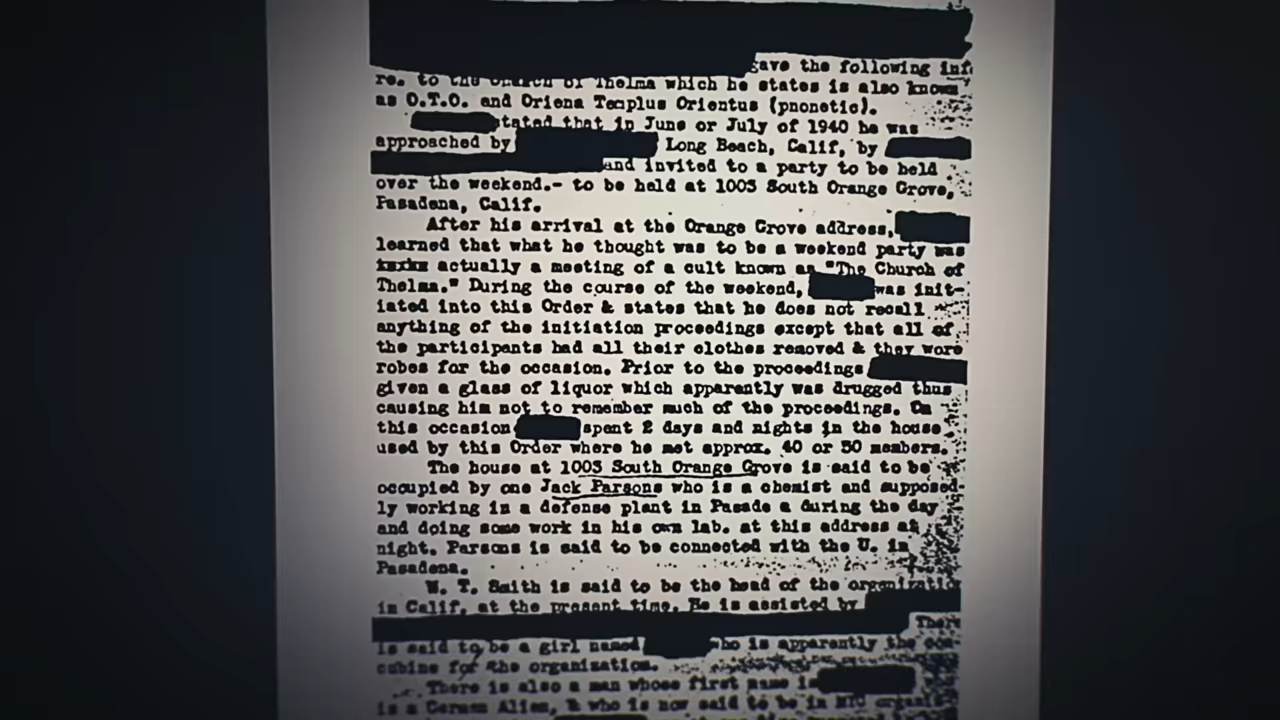 gave the following inf
re. to the Church of Thelma which he states is also known
as O.T.O. and Oriena Templus Orientus (pnonetic).
stated that in June or July of 1940 he was
approached by Long Beach, Calif, by
and invited to a party to be held
over the weekend.- to be held at 1003 South Orange Grove,
Pasadena, Calif.
After his arrival at the Orange Grove address,
learned that what he thought was to be a weekend party was
actually a meeting of a cult known as "The Church of
Thelma." During the course of the weekend, was init-
iated into this Order & states that he does not recall
anything of the initiation proceedings except that all of
the participants had all their clothes removed & they wore
robes for the occasion. Prior to the proceedings
given a glass of liquor which apparently was drugged thus
causing him not to remember much of the proceedings. On
this occasion spent 2 days and nights in the house
used by this Order where he met approx. 40 or 50 members.
The house at 1003 South Orange Grove is said to be
occupied by one Jack Parsons who is a chemist and supposed-
ly working in a defense plant in Pasade a during the day
and doing some work in his own lab. at this address at
night. Parsons is said to be connected with the U. in
Pasadena.
W. T. Smith is said to be the head of the organization
in Calif. at the present time. He is assisted by
There
is said to be a girl named who is apparently the con-
cubine for the organization.
There is also a man whose first name is
is a German Alien, & who is now said to be in NYC